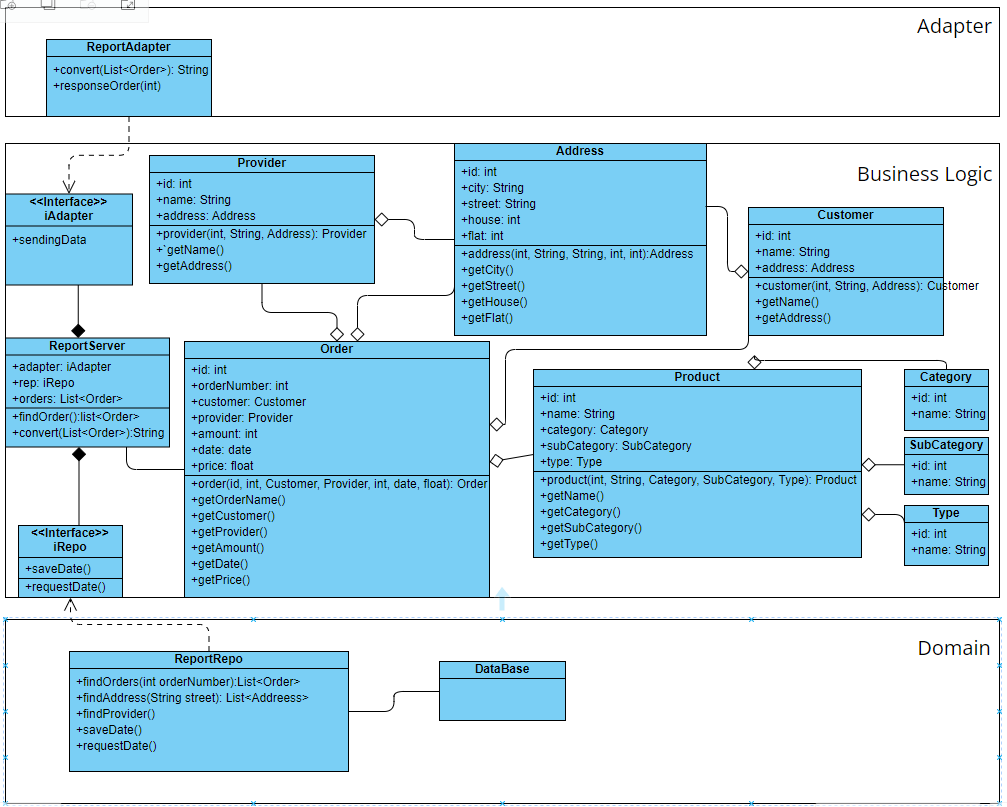 Adapter
ReportAdapter
+convert(List<Order>): String
+responseOrder(int)
Business Logic
<<Interface>>
iAdapter
+sendingData
Provider
+id: int
+name: String
+address: Address
+provider(int, String, Address): Provider
+`getName()
+getAddress()
Address
+id: int
+city: String
+street: String
+house: int
+flat: int
+address(int, String, String, int, int):Address
+getCity()
+getStreet()
+getHouse()
+getFlat()
Customer
+id: int
+name: String
+address: Address
+customer(int, String, Address): Customer
+getName()
+getAddress()
ReportServer
+adapter: iAdapter
+rep: iRepo
+orders: List<Order>
+findOrder():list<Order>
+convert(List<Order>):String
Order
+id: int
+orderNumber: int
+customer: Customer
+provider: Provider
+amount: int
+date: date
+price: float
+order(id, int, Customer, Provider, int, date, float): Order
+getOrderName()
+getCustomer()
+getProvider()
+getAmount()
+getDate()
+getPrice()
Product
+id: int
+name: String
+category: Category
+subCategory: SubCategory
+type: Type
+product(int, String, Category, SubCategory, Type): Product
+getName()
+getCategory()
+getSubCategory()
+getType()
Category
+id: int
+name: String
SubCategory
+id: int
+name: String
Type
+id: int
+name: String
<<Interface>>
iRepo
+saveDate()
+requestDate()
Domain
ReportRepo
+findOrders(int orderNumber):List<Order>
+findAddress(String street): List<Addreess>
+findProvider()
+saveDate()
+requestDate()
DataBase